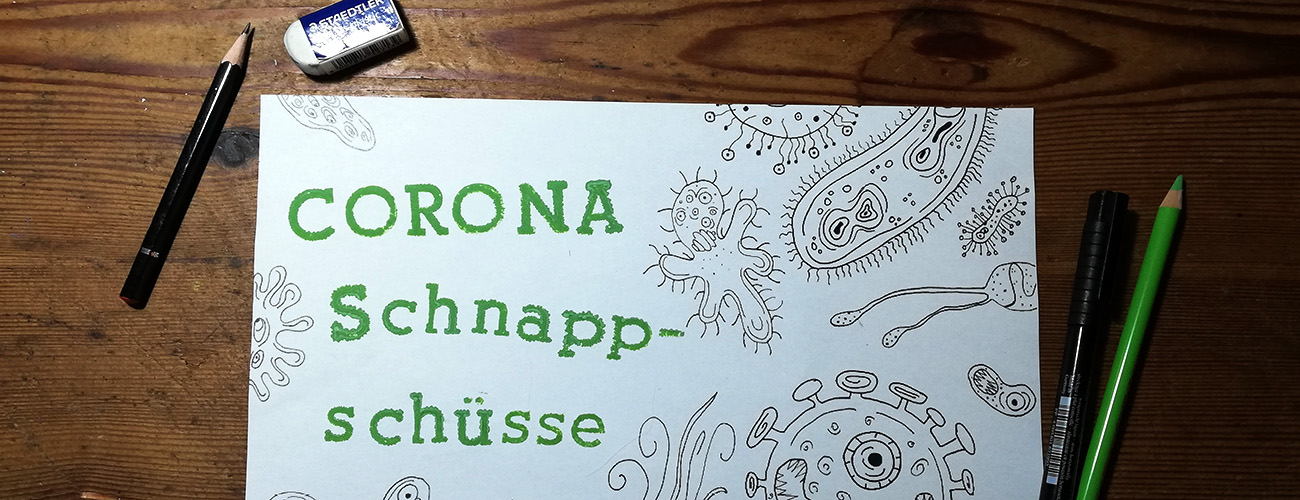 STAEDTLER
CORONA
Schnapp-
schüsse